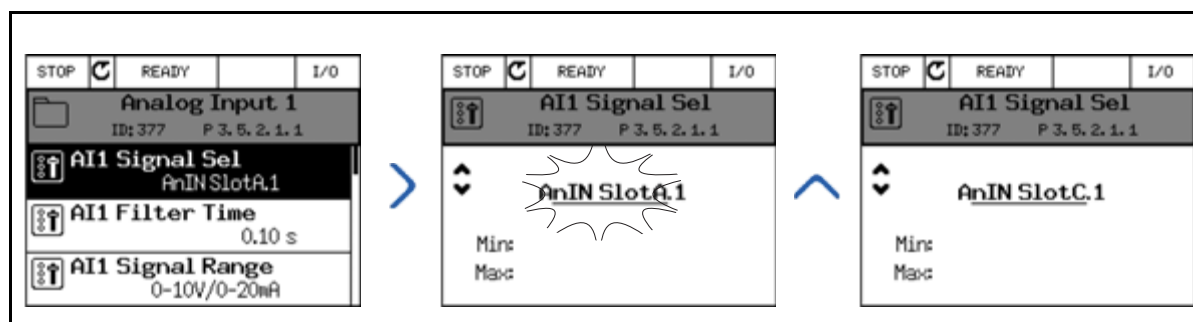 STOP READY I/O
Analog Input 1
ID:377 P3.5.2.1.1
AI1 Signal Sel
AnIN SlotA.1
AI1 Filter Time
0.10 s
AI1 Signal Range
0-10V/0-20mA
STOP READY I/O
AI1 Signal Sel
ID:377 P3.5.2.1.1
AnIN SlotA.1
Min:
Max:
STOP READY I/O
AI1 Signal Sel
ID:377 P3.5.2.1.1
AnIN SlotC.1
Min:
Max: